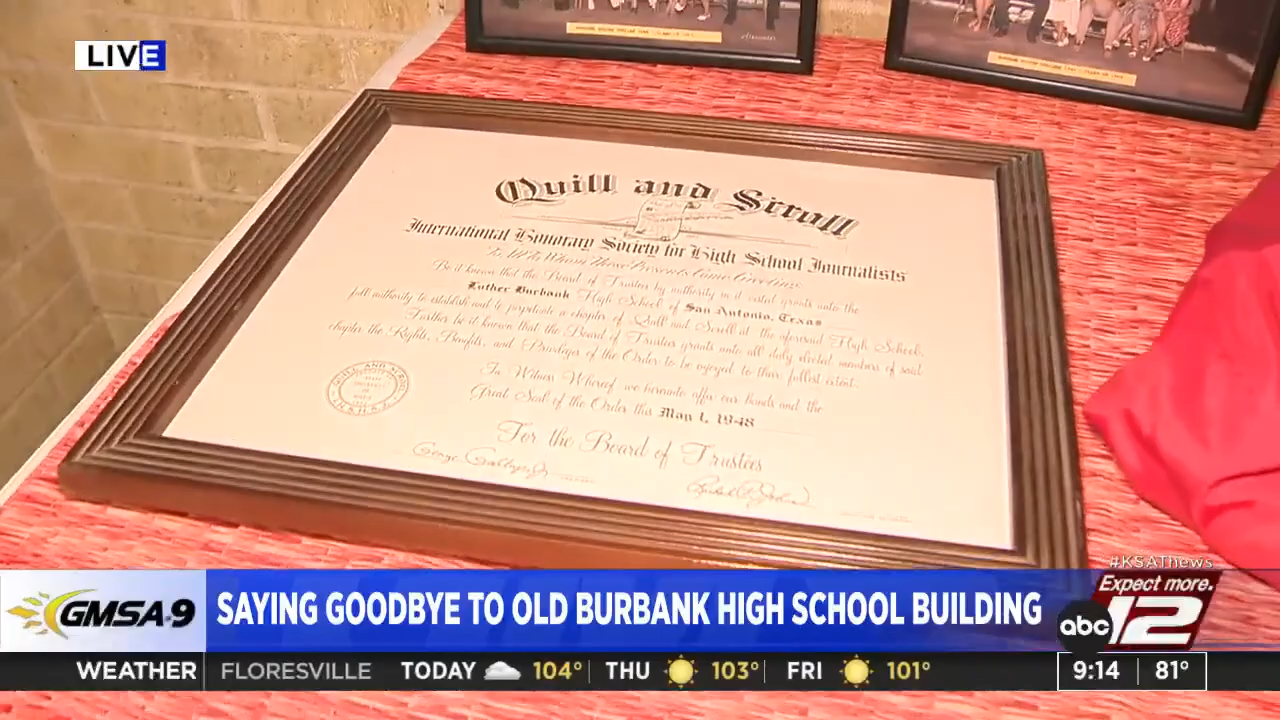 LIVE
Quill and Scroll
International Honorary Society for High School Journalists
To All To Whom These Presents Come Greeting
Be it known that the Board of Trustees by authority in it vested grants unto the
Luther Burbank High School of San Antonio, Texas
full authority to establish and to perpetuate a chapter of Quill and Scroll at the aforesaid High School.
Further be it known that the Board of Trustees grants unto all duly elected members of said
chapter the Rights, Benefits, and Privileges of the Order to be enjoyed to their fullest extent.
In Witness Whereof we hereunto affix our hands and the
Great Seal of the Order this May 1, 1948
For the Board of Trustees
QUILL AND SCROLL
#KSATnews
GMSA@9
SAYING GOODBYE TO OLD BURBANK HIGH SCHOOL BUILDING
Expect more.
abc 12
WEATHER FLORESVILLE TODAY 104° THU 103° FRI 101° 9:14 81°